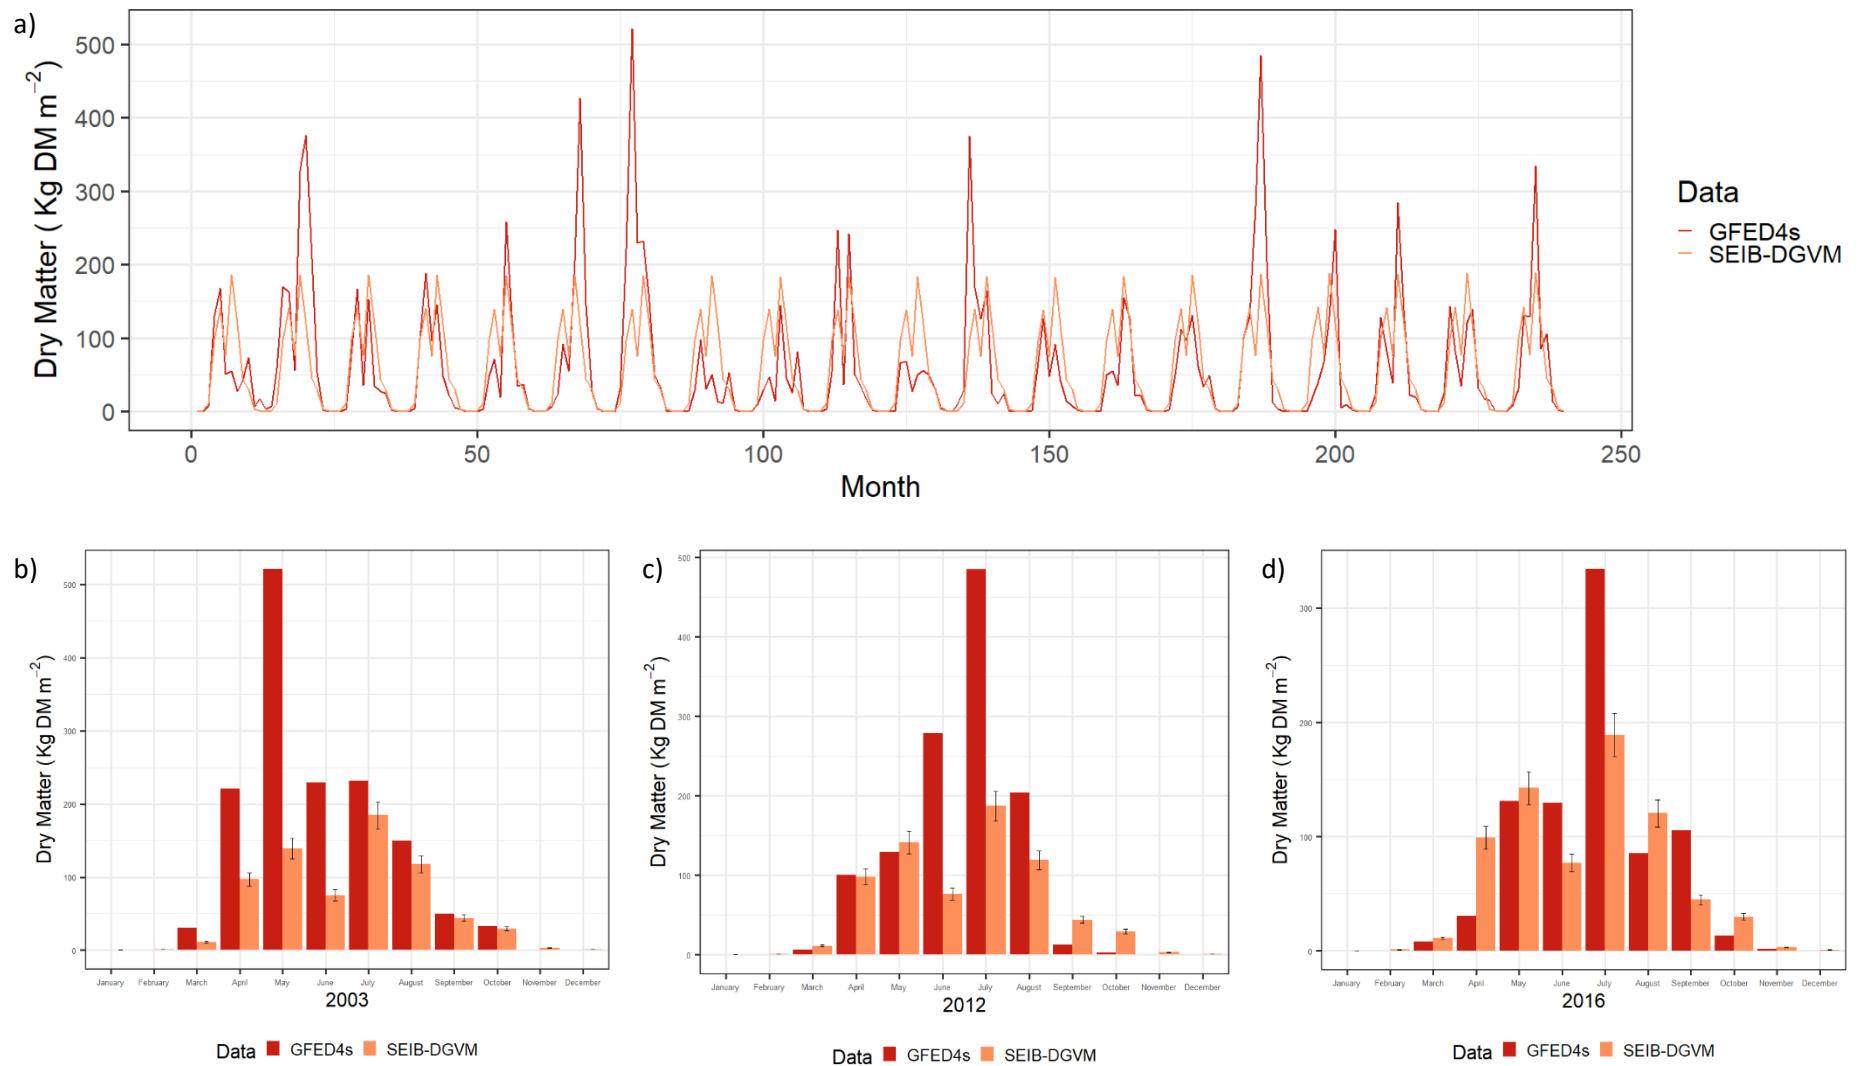 a)
Dry Matter ( Kg DM m−2)
500
400
300
200
100
0
0 50 100 150 200 250
Month
Data
GFED4s
SEIB-DGVM
b)
Dry Matter (Kg DM m−2)
500
400
300
200
100
0
January February March April May June July August September October November December
2003
Data GFED4s SEIB-DGVM
c)
Dry Matter (Kg DM m−2)
500
400
300
200
100
0
January February March April May June July August September October November December
2012
Data GFED4s SEIB-DGVM
d)
Dry Matter (Kg DM m−2)
300
200
100
0
January February March April May June July August September October November December
2016
Data GFED4s SEIB-DGVM